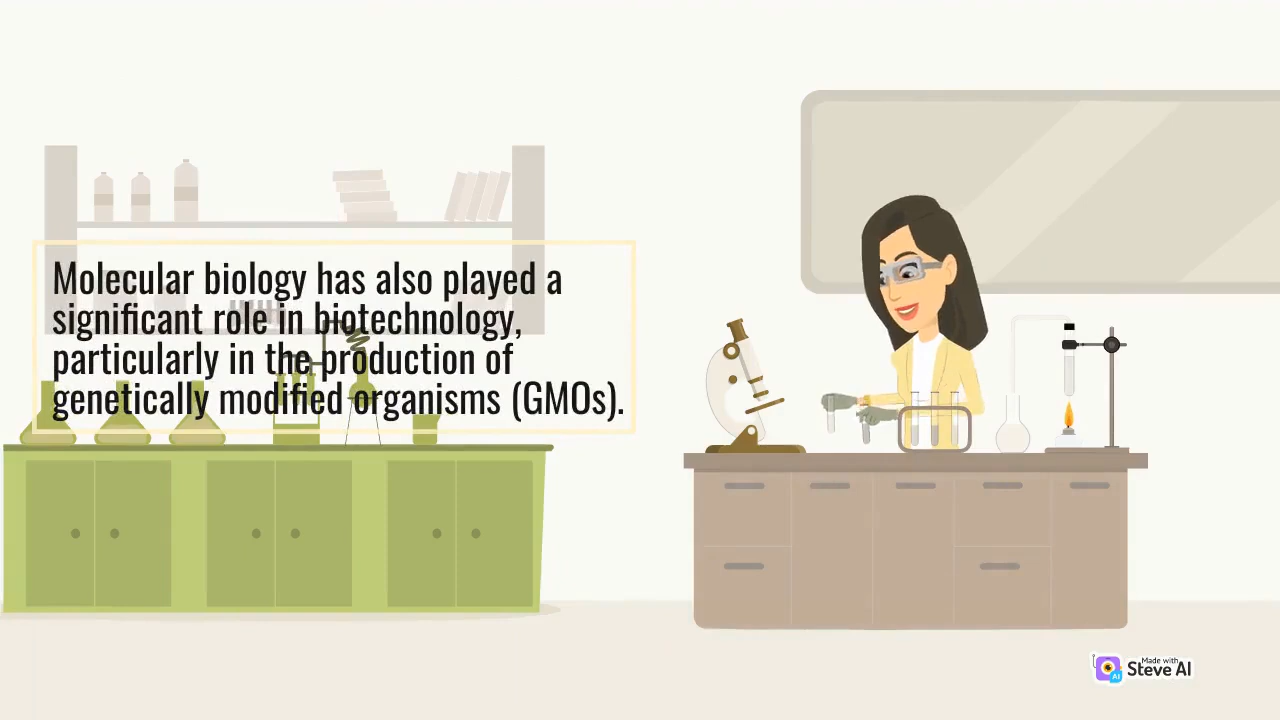 Molecular biology has also played a
significant role in biotechnology,
particularly in the production of
genetically modified organisms (GMOs).
Made with
Steve AI
AI